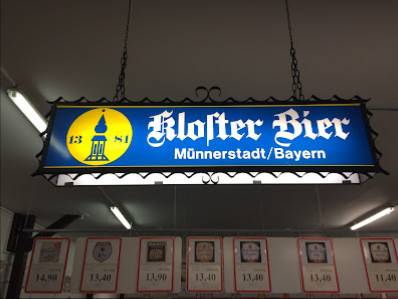 Kloſter Bier
13 81
Münnerstadt/Bayern
14,90 13,40 13,90 13,40 13,40 13,40 11,40